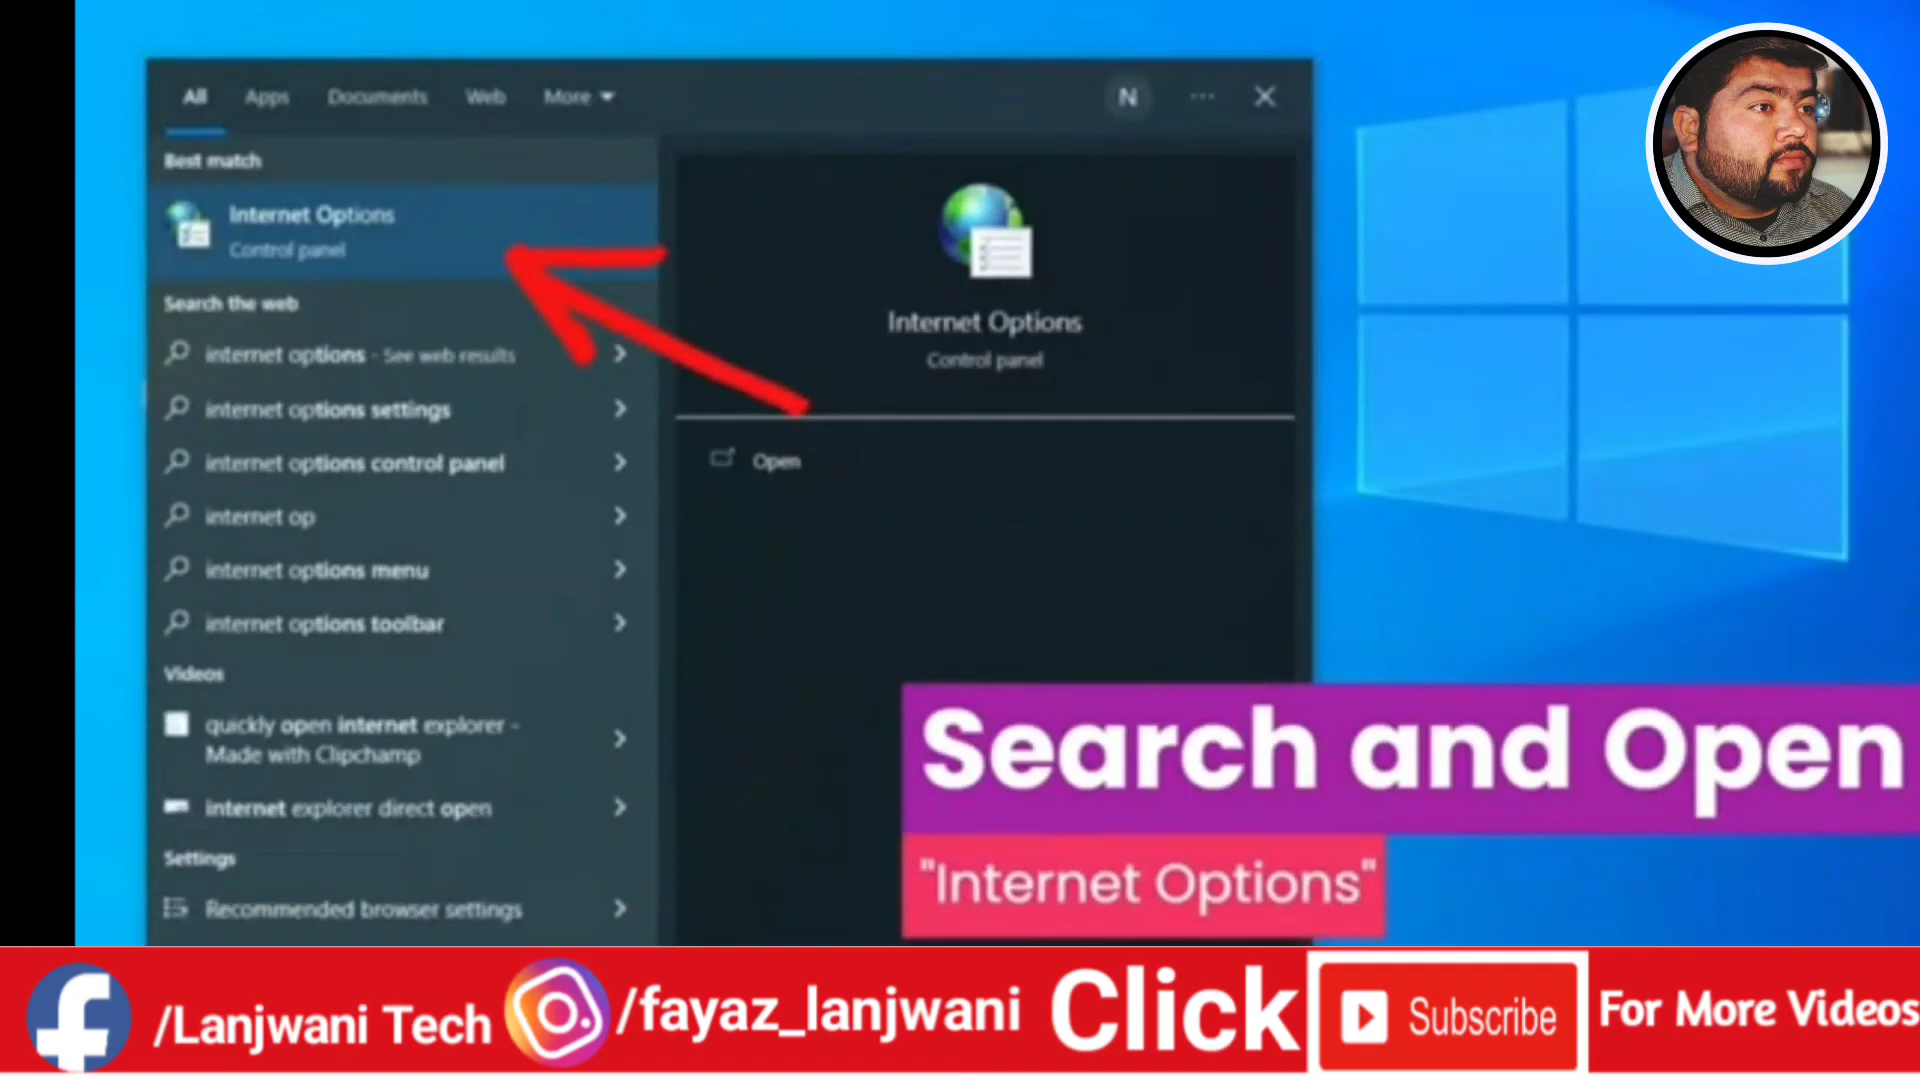 All Apps Documents Web More N
Best match
Internet Options
Control panel
Search the web
internet options - See web results
internet options settings
internet options control panel
internet op
internet options menu
internet options toolbar
Videos
quickly open internet explorer -
Made with Clipchamp
internet explorer direct open
Settings
Recommended browser settings
Internet Options
Control panel
Open
Search and Open
"Internet Options"
/Lanjwani Tech /fayaz_lanjwani Click Subscribe For More Videos